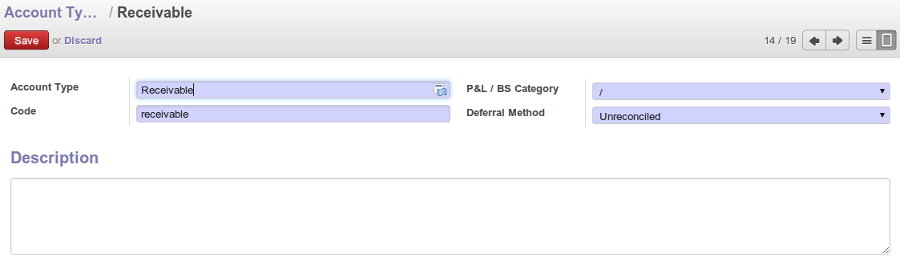 Account Ty... / Receivable
Save or Discard 14 / 19
Account Type Receivable P&L / BS Category /
Code receivable Deferral Method Unreconciled
Description